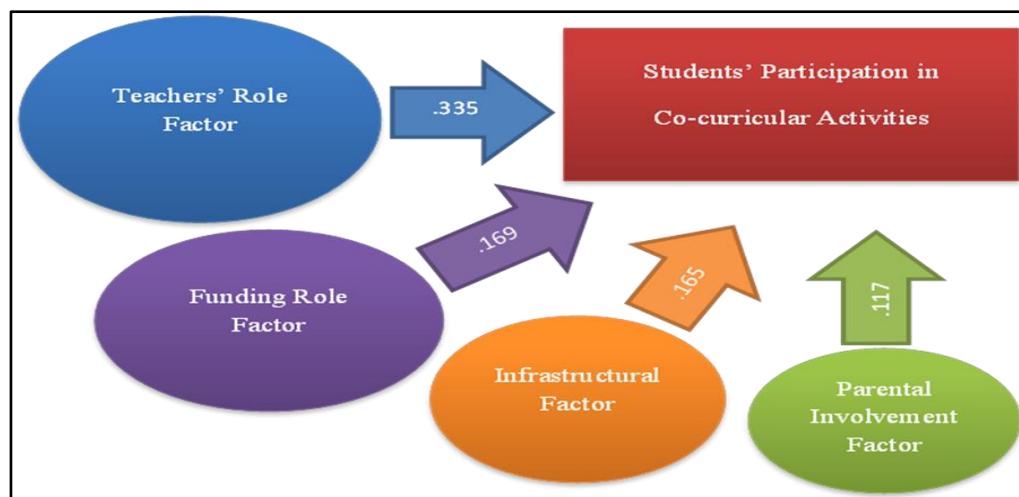 Teachers’ Role
Factor
.335
Students’ Participation in
Co-curricular Activities
Funding Role
Factor
.169
Infrastructural
Factor
.165
Parental
Involvement
Factor
.117